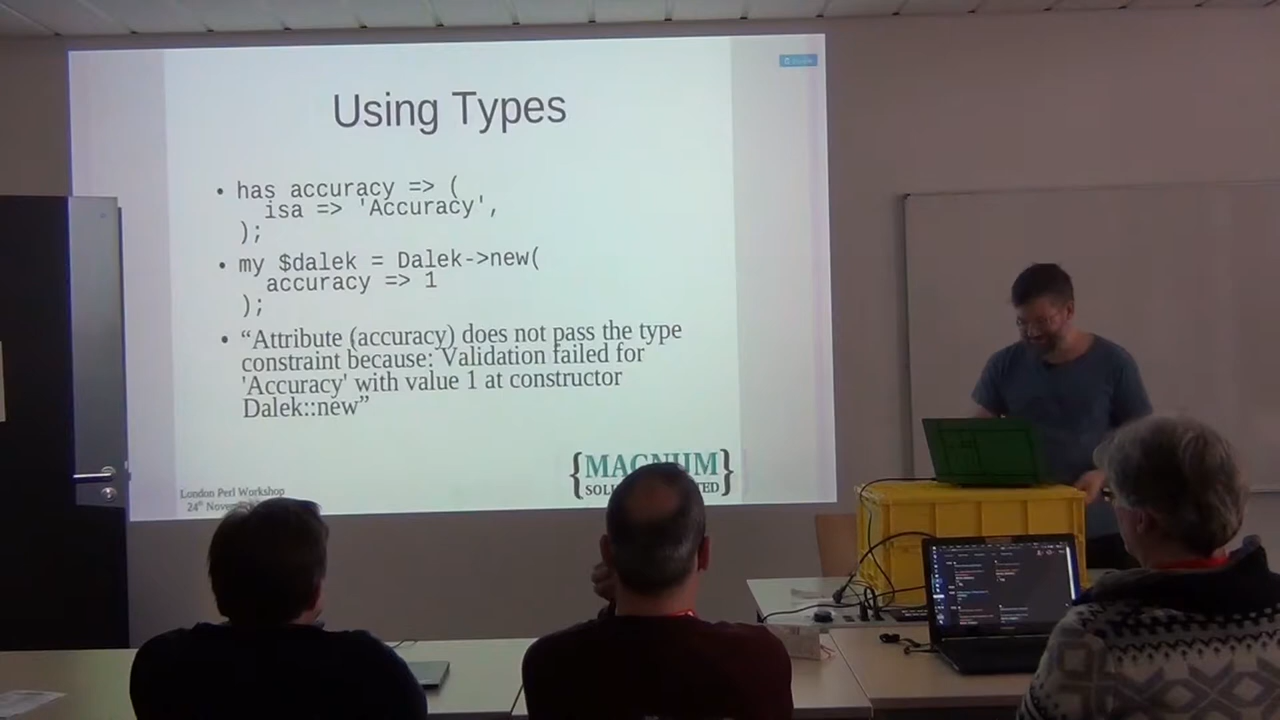 Using Types
• has accuracy => (
isa => 'Accuracy',
);
• my $dalek = Dalek->new(
accuracy => 1
);
• “Attribute (accuracy) does not pass the type
constraint because: Validation failed for
'Accuracy' with value 1 at constructor
Dalek::new”
London Perl Workshop
24th
{MAGNUM}